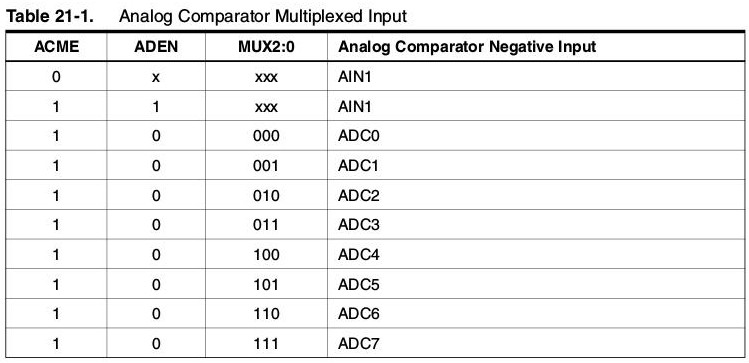 Table 21-1. Analog Comparator Multiplexed Input
ACME ADEN MUX2:0 Analog Comparator Negative Input
0 x xxx AIN1
1 1 xxx AIN1
1 0 000 ADC0
1 0 001 ADC1
1 0 010 ADC2
1 0 011 ADC3
1 0 100 ADC4
1 0 101 ADC5
1 0 110 ADC6
1 0 111 ADC7